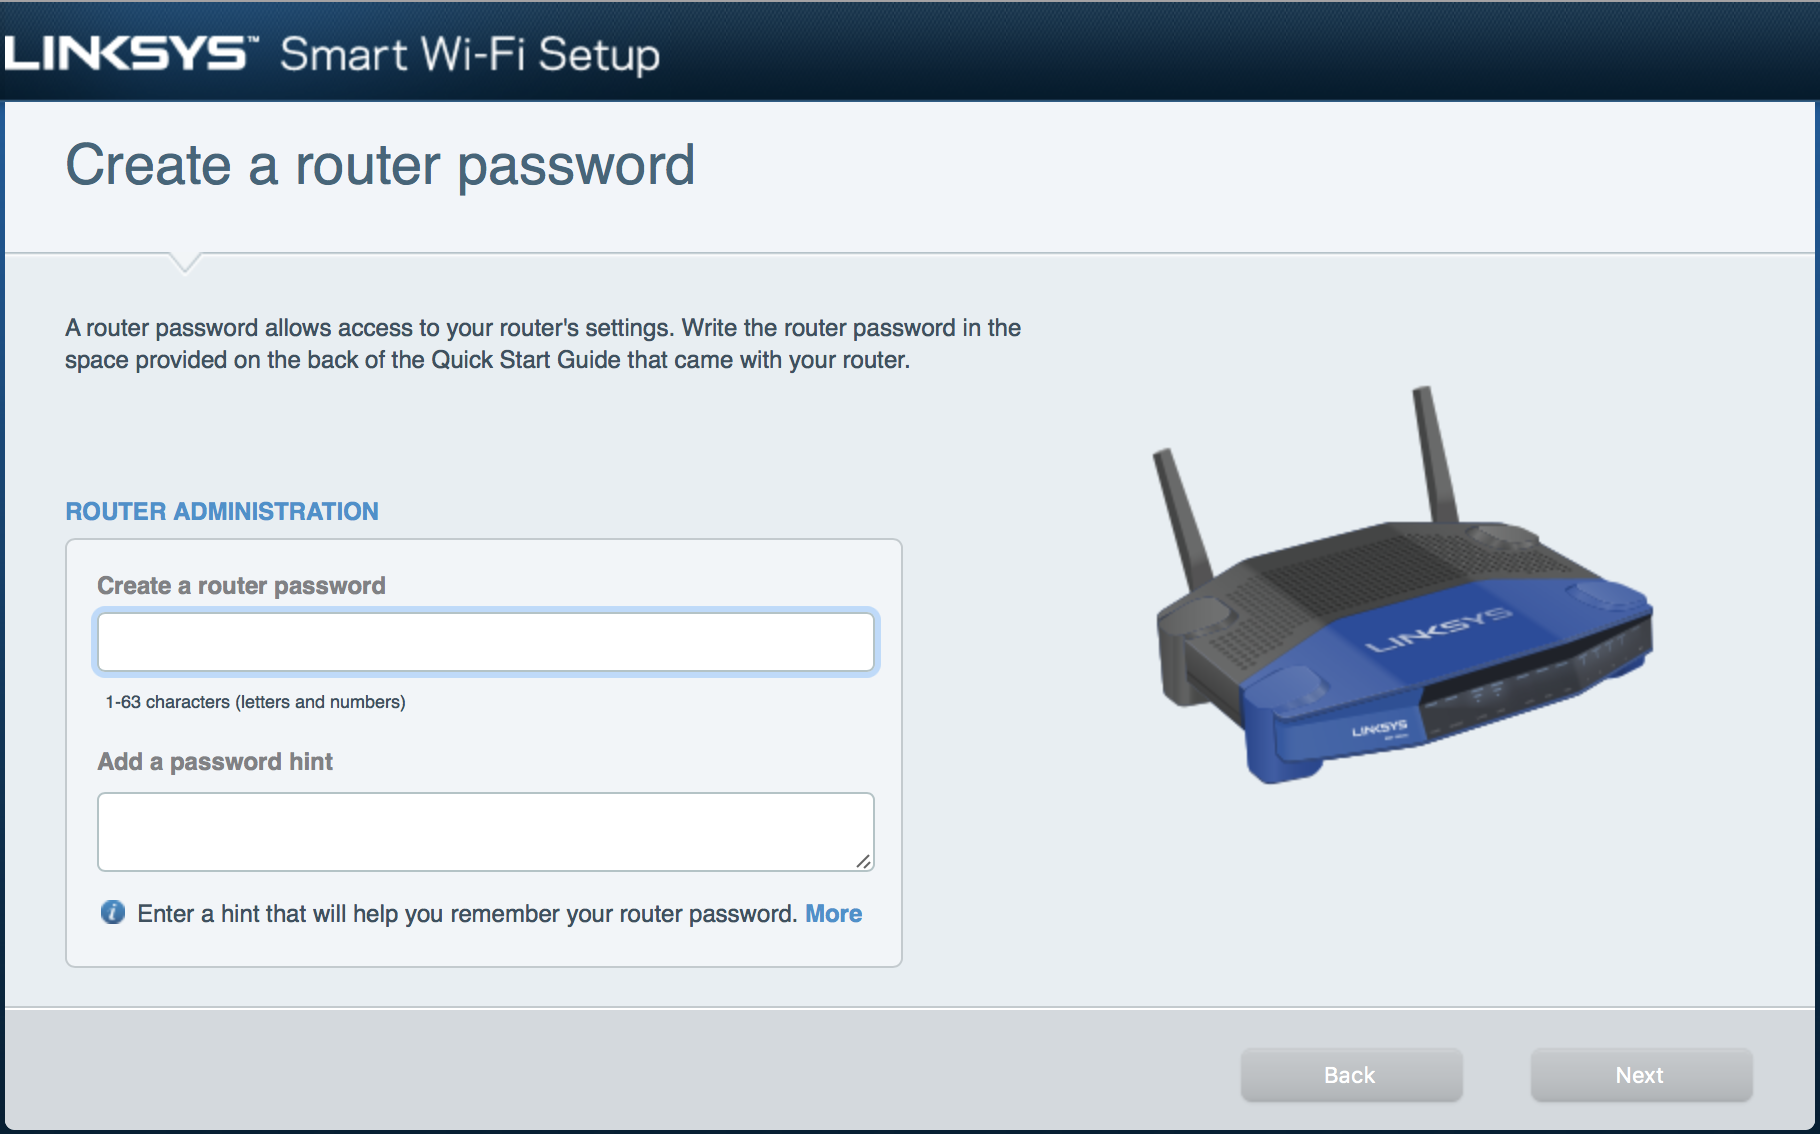 LINKSYS™ Smart Wi-Fi Setup
Create a router password
A router password allows access to your router's settings. Write the router password in the
space provided on the back of the Quick Start Guide that came with your router.
ROUTER ADMINISTRATION
Create a router password
1-63 characters (letters and numbers)
Add a password hint
Enter a hint that will help you remember your router password. More
LINKSYS
LINKSYS
Back
Next